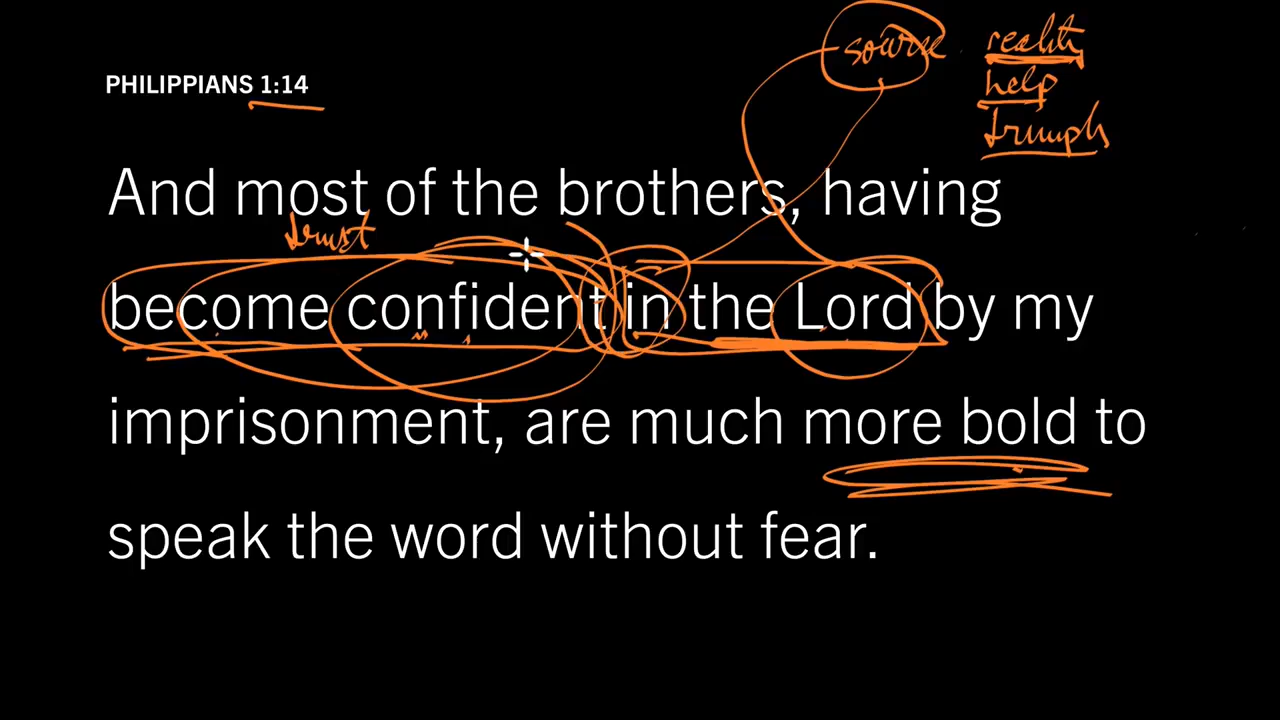 source reality
PHILIPPIANS 1:14
help
triumph
And most of the brothers, having
trust
become confident in the Lord by my
imprisonment, are much more bold to
speak the word without fear.